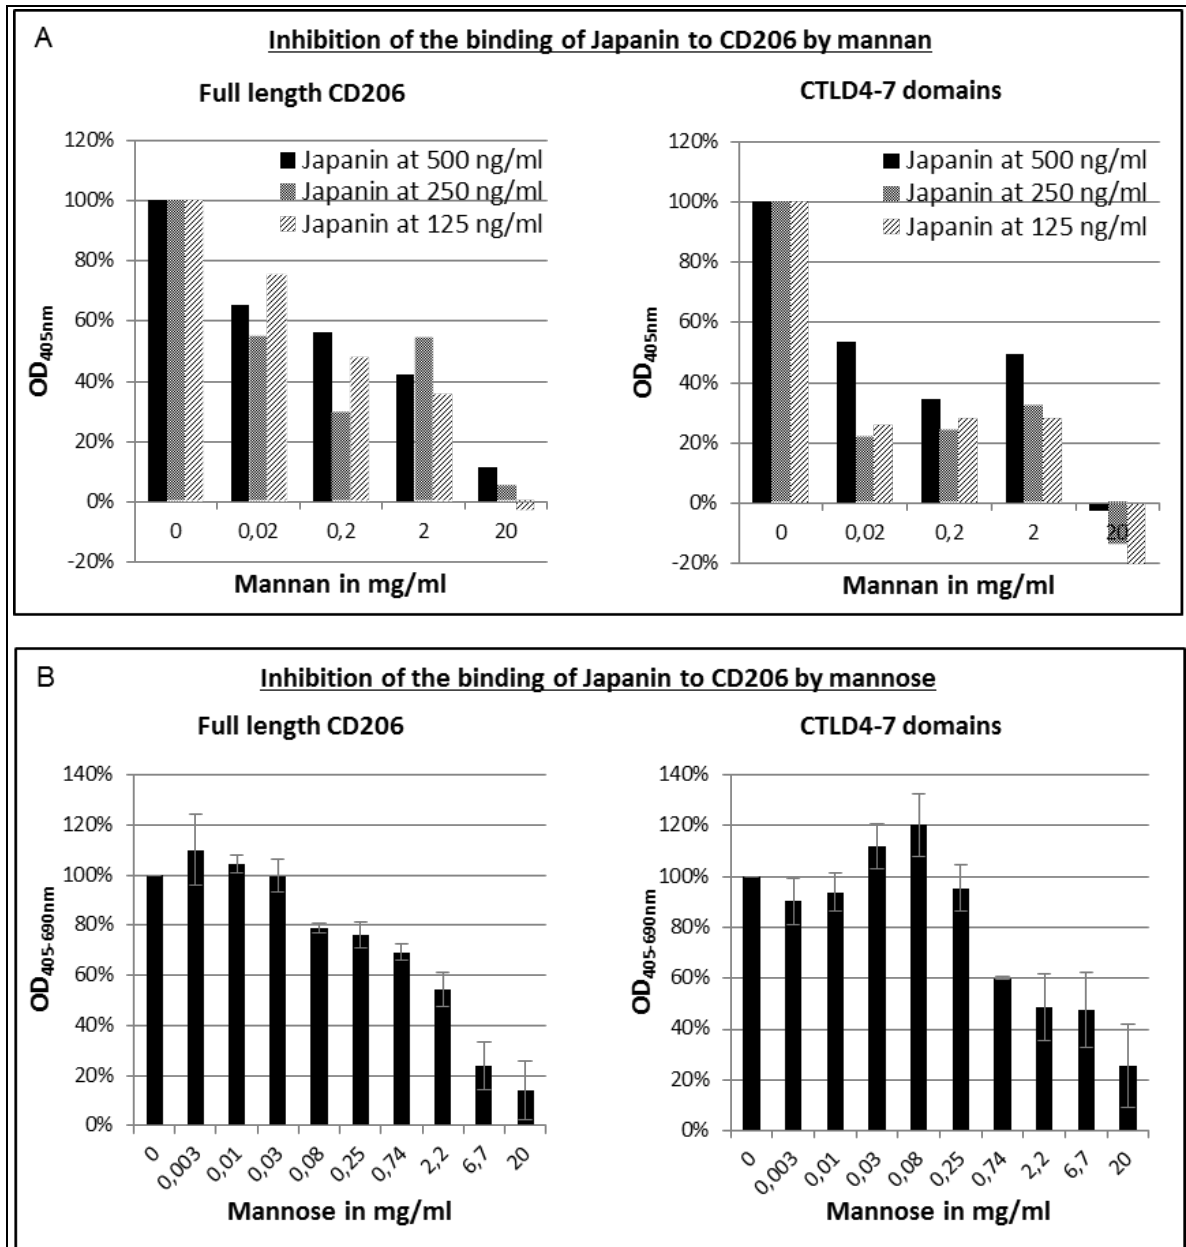 A
Inhibition of the binding of Japanin to CD206 by mannan
Full length CD206
120%
100%
80%
60%
40%
20%
0%
-20%
OD405nm
Japanin at 500 ng/ml
Japanin at 250 ng/ml
Japanin at 125 ng/ml
0 0,02 0,2 2 20
Mannan in mg/ml
CTLD4-7 domains
120%
100%
80%
60%
40%
20%
0%
-20%
OD405nm
Japanin at 500 ng/ml
Japanin at 250 ng/ml
Japanin at 125 ng/ml
0 0,02 0,2 2 20
Mannan in mg/ml
B
Inhibition of the binding of Japanin to CD206 by mannose
Full length CD206
140%
120%
100%
80%
60%
40%
20%
0%
OD405-690nm
0 0,003 0,01 0,03 0,08 0,25 0,74 2,2 6,7 20
Mannose in mg/ml
CTLD4-7 domains
140%
120%
100%
80%
60%
40%
20%
0%
OD405-690nm
0 0,003 0,01 0,03 0,08 0,25 0,74 2,2 6,7 20
Mannose in mg/ml